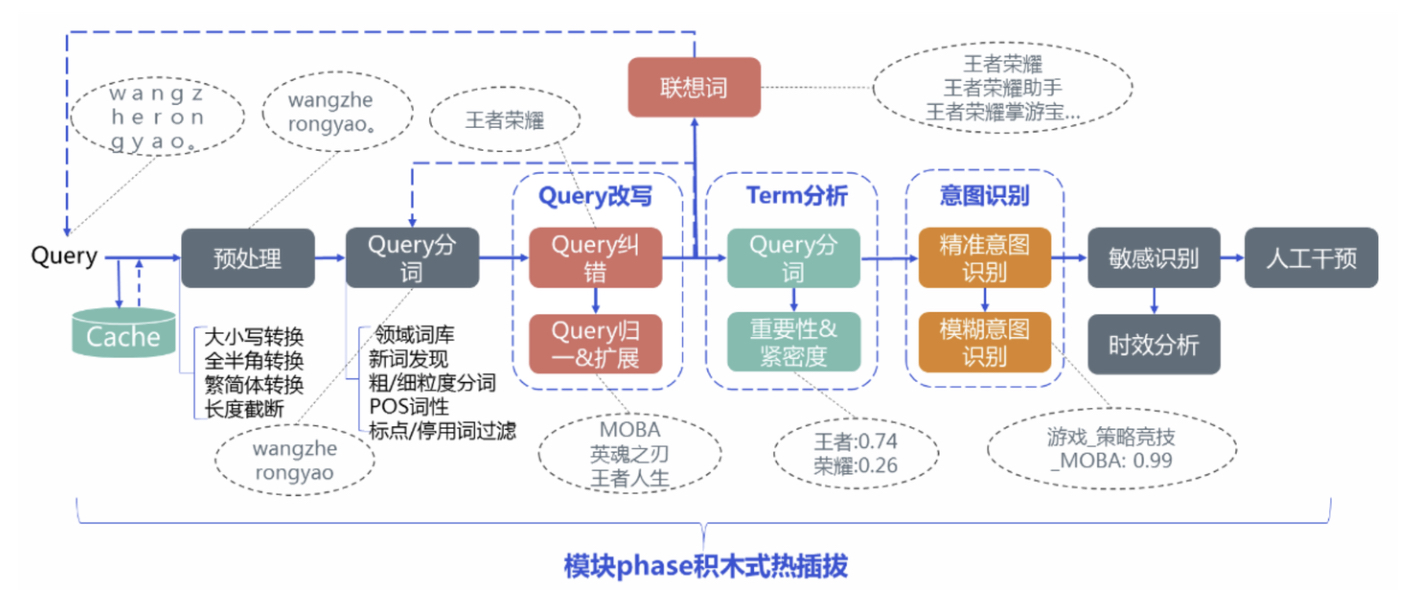 联想词
王者荣耀
王者荣耀助手
王者荣耀掌游宝...
w a n g z
h e r o n
g y a o 。
wangzhe
rongyao。
王者荣耀
Query改写
Term分析
意图识别
Query
预处理
Query分
词
Query纠
错
Query分
词
精准意图
识别
敏感识别
人工干预
Cache
大小写转换
全半角转换
繁简体转换
长度截断
领域词库
新词发现
粗/细粒度分词
POS词性
标点/停用词过滤
Query归
一&扩展
重要性&
紧密度
模糊意图
识别
时效分析
wangzhe
rongyao
MOBA
英魂之刃
王者人生
王者:0.74
荣耀:0.26
游戏_策略竞技
_MOBA: 0.99
模块phase积木式热插拔